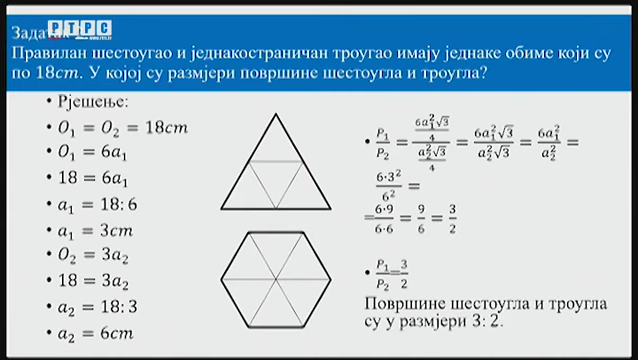 Задатак
РТРС
Правилан шестоугао и једнакостраничан троугао имају једнаке обиме који су
по 18cm. У којој су размјери површине шестоугла и троугла?
• Рјешење:
• O₁ = O₂ = 18cm
• O₁ = 6a₁
• 18 = 6a₁
• a₁ = 18: 6
• a₁ = 3cm
• O₂ = 3a₂
• 18 = 3a₂
• a₂ = 18: 3
• a₂ = 6cm
• P₁/P₂ = (6a₁²√3/4)/(a₂²√3/4) = 6a₁²√3/a₂²√3 = 6a₁²/a₂² =
6·3²/6² =
=6·9/6·6 = 9/6 = 3/2
• P₁/P₂=3/2
Површине шестоугла и троугла
су у размјери 3: 2.